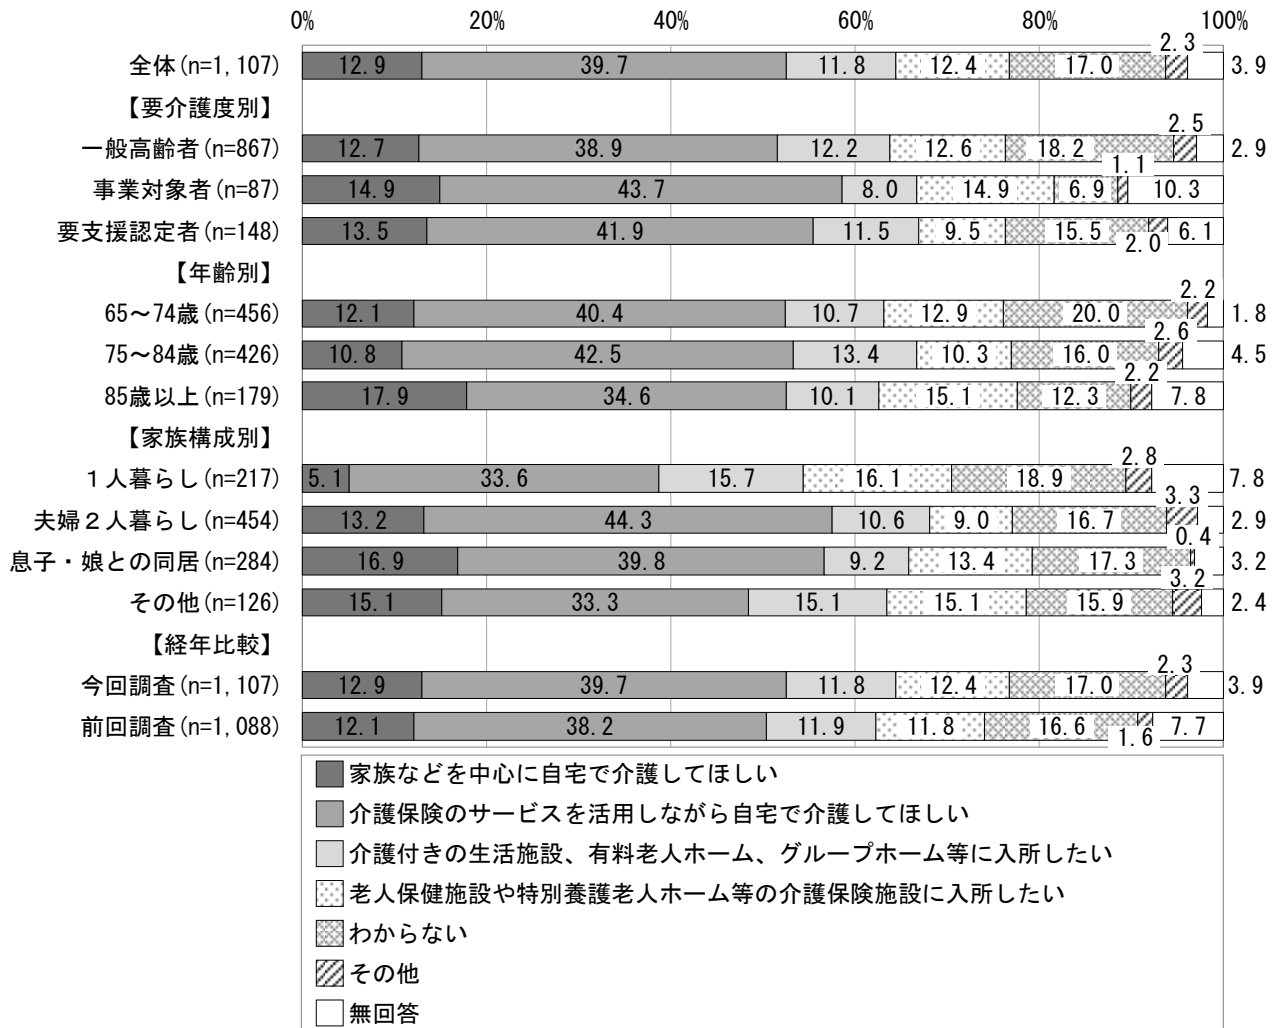 0% 20% 40% 60% 80% 100%
2.3
全体(n=1,107) 12.9 39.7 11.8 12.4 17.0 3.9
【要介護度別】
2.5
一般高齢者(n=867) 12.7 38.9 12.2 12.6 18.2 2.9
1.1
事業対象者(n=87) 14.9 43.7 8.0 14.9 6.9 10.3
要支援認定者(n=148) 13.5 41.9 11.5 9.5 15.5 6.1
2.0
【年齢別】
2.2
65～74歳(n=456) 12.1 40.4 10.7 12.9 20.0 1.8
2.6
75～84歳(n=426) 10.8 42.5 13.4 10.3 16.0 4.5
2.2
85歳以上(n=179) 17.9 34.6 10.1 15.1 12.3 7.8
【家族構成別】
2.8
１人暮らし(n=217) 5.1 33.6 15.7 16.1 18.9 7.8
3.3
夫婦２人暮らし(n=454) 13.2 44.3 10.6 9.0 16.7 2.9
0.4
息子・娘との同居(n=284) 16.9 39.8 9.2 13.4 17.3 3.2
3.2
その他(n=126) 15.1 33.3 15.1 15.1 15.9 2.4
【経年比較】
2.3
今回調査(n=1,107) 12.9 39.7 11.8 12.4 17.0 3.9
前回調査(n=1,088) 12.1 38.2 11.9 11.8 16.6 7.7
1.6
家族などを中心に自宅で介護してほしい
介護保険のサービスを活用しながら自宅で介護してほしい
介護付きの生活施設、有料老人ホーム、グループホーム等に入所したい
老人保健施設や特別養護老人ホーム等の介護保険施設に入所したい
わからない
その他
無回答